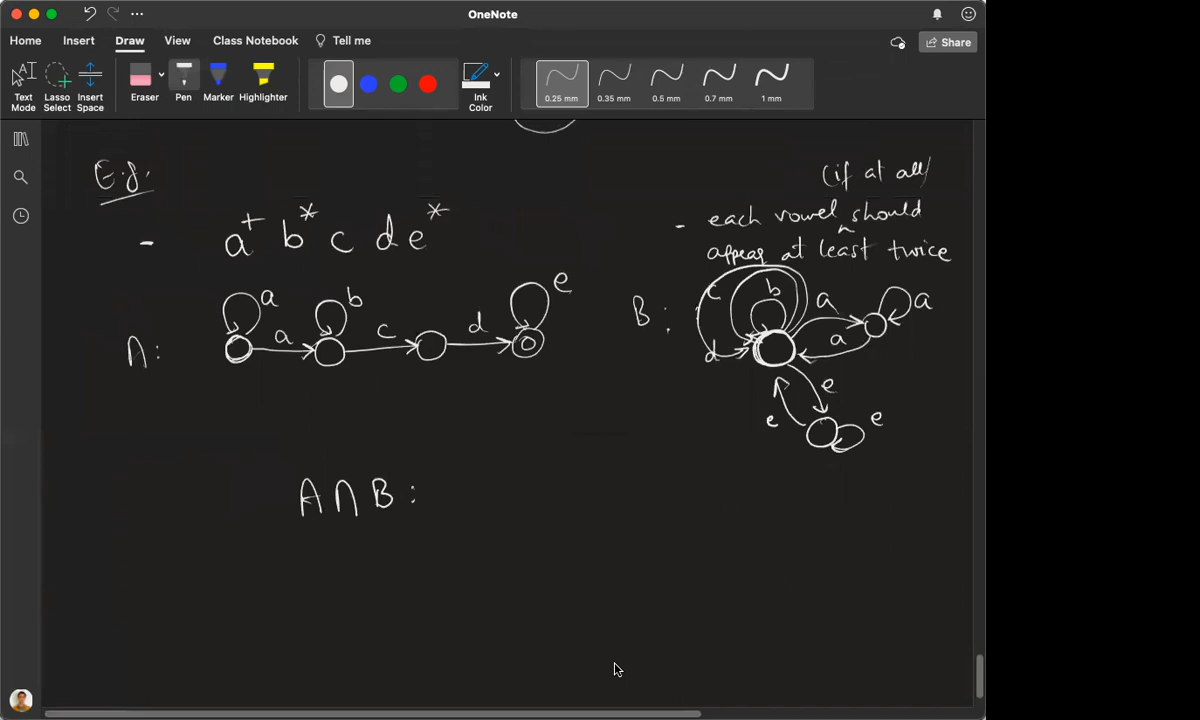 OneNote
Home Insert Draw View Class Notebook Tell me Share
Text Mode Lasso Select Insert Space Eraser Pen Marker Highlighter Ink Color 0.25 mm 0.35 mm 0.5 mm 0.7 mm 1 mm
E.g.
(if at all)
- a⁺ b* c d e*
- each vowel ^ should
appear at least twice
A: a a b c d e
B: c b d a a a e e e
A ∩ B :